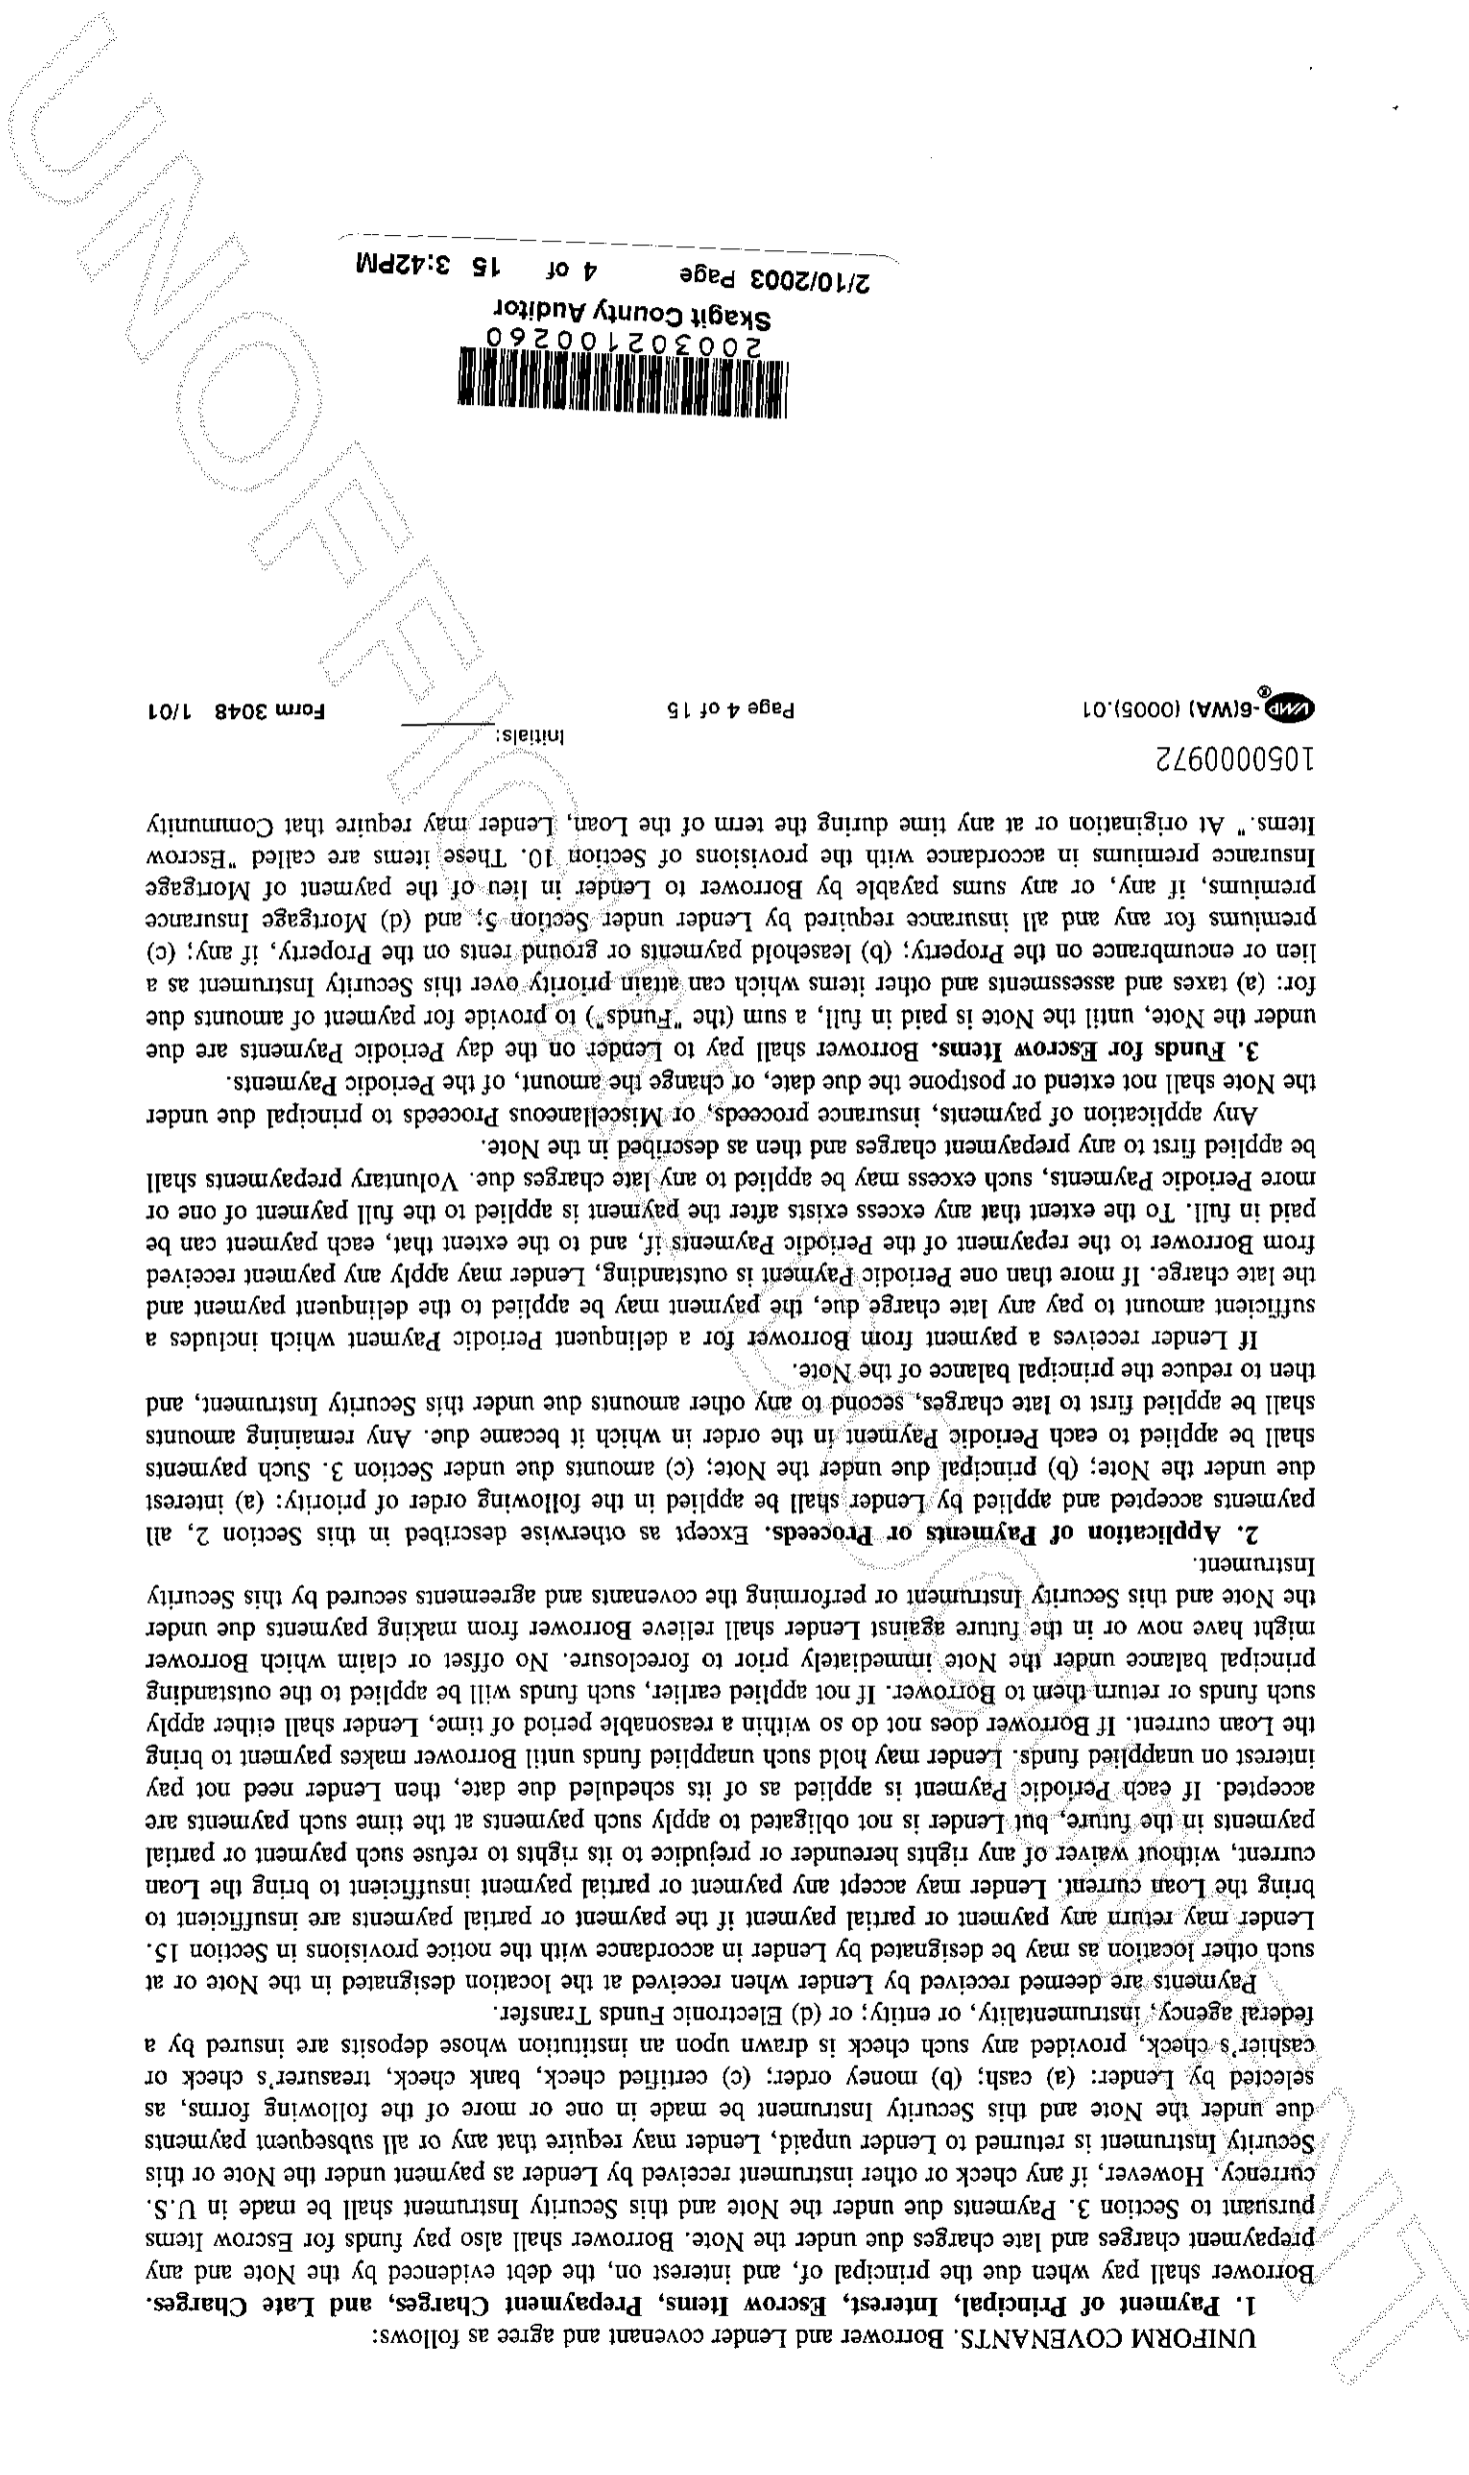 UNIFORM COVENANTS. Borrower and Lender covenant and agree as follows:
1. Payment of Principal, Interest, Escrow Items, Prepayment Charges, and Late Charges.
Borrower shall pay when due the principal of, and interest on, the debt evidenced by the Note and any
prepayment charges and late charges due under the Note. Borrower shall also pay funds for Escrow Items
pursuant to Section 3. Payments due under the Note and this Security Instrument shall be made in U.S.
currency. However, if any check or other instrument received by Lender as payment under the Note or this
Security Instrument is returned to Lender unpaid, Lender may require that any or all subsequent payments
due under the Note and this Security Instrument be made in one or more of the following forms, as
selected by Lender: (a) cash; (b) money order; (c) certified check, bank check, treasurer's check or
cashier's check, provided any such check is drawn upon an institution whose deposits are insured by a
federal agency, instrumentality, or entity; or (d) Electronic Funds Transfer.
Payments are deemed received by Lender when received at the location designated in the Note or at
such other location as may be designated by Lender in accordance with the notice provisions in Section 15.
Lender may return any payment or partial payment if the payment or partial payments are insufficient to
bring the Loan current. Lender may accept any payment or partial payment insufficient to bring the Loan
current, without waiver of any rights hereunder or prejudice to its rights to refuse such payment or partial
payments in the future, but Lender is not obligated to apply such payments at the time such payments are
accepted. If each Periodic Payment is applied as of its scheduled due date, then Lender need not pay
interest on unapplied funds. Lender may hold such unapplied funds until Borrower makes payment to bring
the Loan current. If Borrower does not do so within a reasonable period of time, Lender shall either apply
such funds or return them to Borrower. If not applied earlier, such funds will be applied to the outstanding
principal balance under the Note immediately prior to foreclosure. No offset or claim which Borrower
might have now or in the future against Lender shall relieve Borrower from making payments due under
the Note and this Security Instrument or performing the covenants and agreements secured by this Security
Instrument.
2. Application of Payments or Proceeds. Except as otherwise described in this Section 2, all
payments accepted and applied by Lender shall be applied in the following order of priority: (a) interest
due under the Note; (b) principal due under the Note; (c) amounts due under Section 3. Such payments
shall be applied to each Periodic Payment in the order in which it became due. Any remaining amounts
shall be applied first to late charges, second to any other amounts due under this Security Instrument, and
then to reduce the principal balance of the Note.
If Lender receives a payment from Borrower for a delinquent Periodic Payment which includes a
sufficient amount to pay any late charge due, the payment may be applied to the delinquent payment and
the late charge. If more than one Periodic Payment is outstanding, Lender may apply any payment received
from Borrower to the repayment of the Periodic Payments if, and to the extent that, each payment can be
paid in full. To the extent that any excess exists after the payment is applied to the full payment of one or
more Periodic Payments, such excess may be applied to any late charges due. Voluntary prepayments shall
be applied first to any prepayment charges and then as described in the Note.
Any application of payments, insurance proceeds, or Miscellaneous Proceeds to principal due under
the Note shall not extend or postpone the due date, or change the amount, of the Periodic Payments.
3. Funds for Escrow Items. Borrower shall pay to Lender on the day Periodic Payments are due
under the Note, until the Note is paid in full, a sum (the "Funds") to provide for payment of amounts due
for: (a) taxes and assessments and other items which can attain priority over this Security Instrument as a
lien or encumbrance on the Property; (b) leasehold payments or ground rents on the Property, if any; (c)
premiums for any and all insurance required by Lender under Section 5; and (d) Mortgage Insurance
premiums, if any, or any sums payable by Borrower to Lender in lieu of the payment of Mortgage
Insurance premiums in accordance with the provisions of Section 10. These items are called "Escrow
Items." At origination or at any time during the term of the Loan, Lender may require that Community
1050000972
Initials:
VMP ® -6(WA) (0005).01 Page 4 of 15 Form 3048 1/01
200302100260
Skagit County Auditor
2/10/2003 Page 4 of 15 3:42PM
UNOFFICIAL DOCUMENT